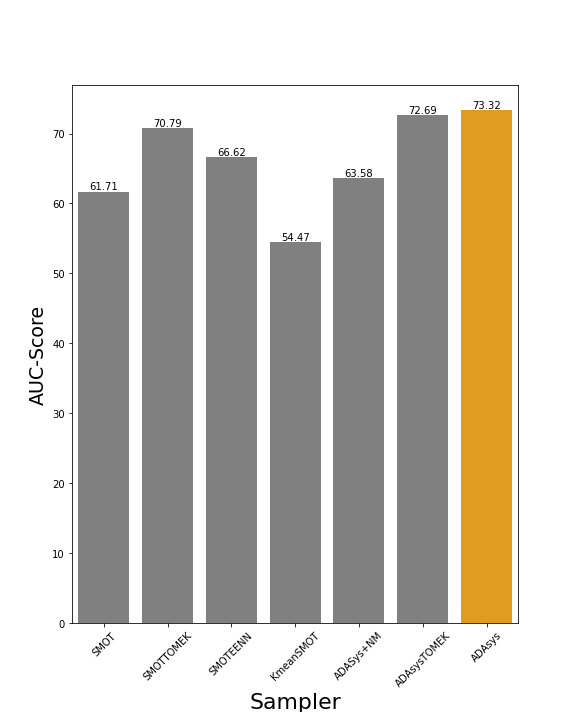 73.32
72.69
70.79
70
66.62
63.58
61.71
60
54.47
50
40
30
20
10
0
AUC-Score
SMOT
SMOTTOMEK
SMOTEENN
KmeanSMOT
ADASys+NM
ADAsysTOMEK
ADAsys
Sampler